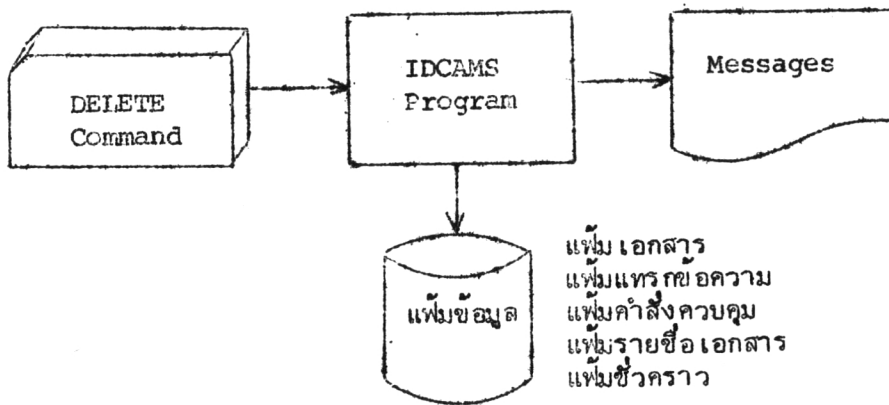 DELETE
Command
IDCAMS
Program
Messages
แฟ้มข้อมูล
แฟ้มเอกสาร
แฟ้มแทรกข้อความ
แฟ้มคำสั่งควบคุม
แฟ้มรายชื่อเอกสาร
แฟ้มชั่วคราว